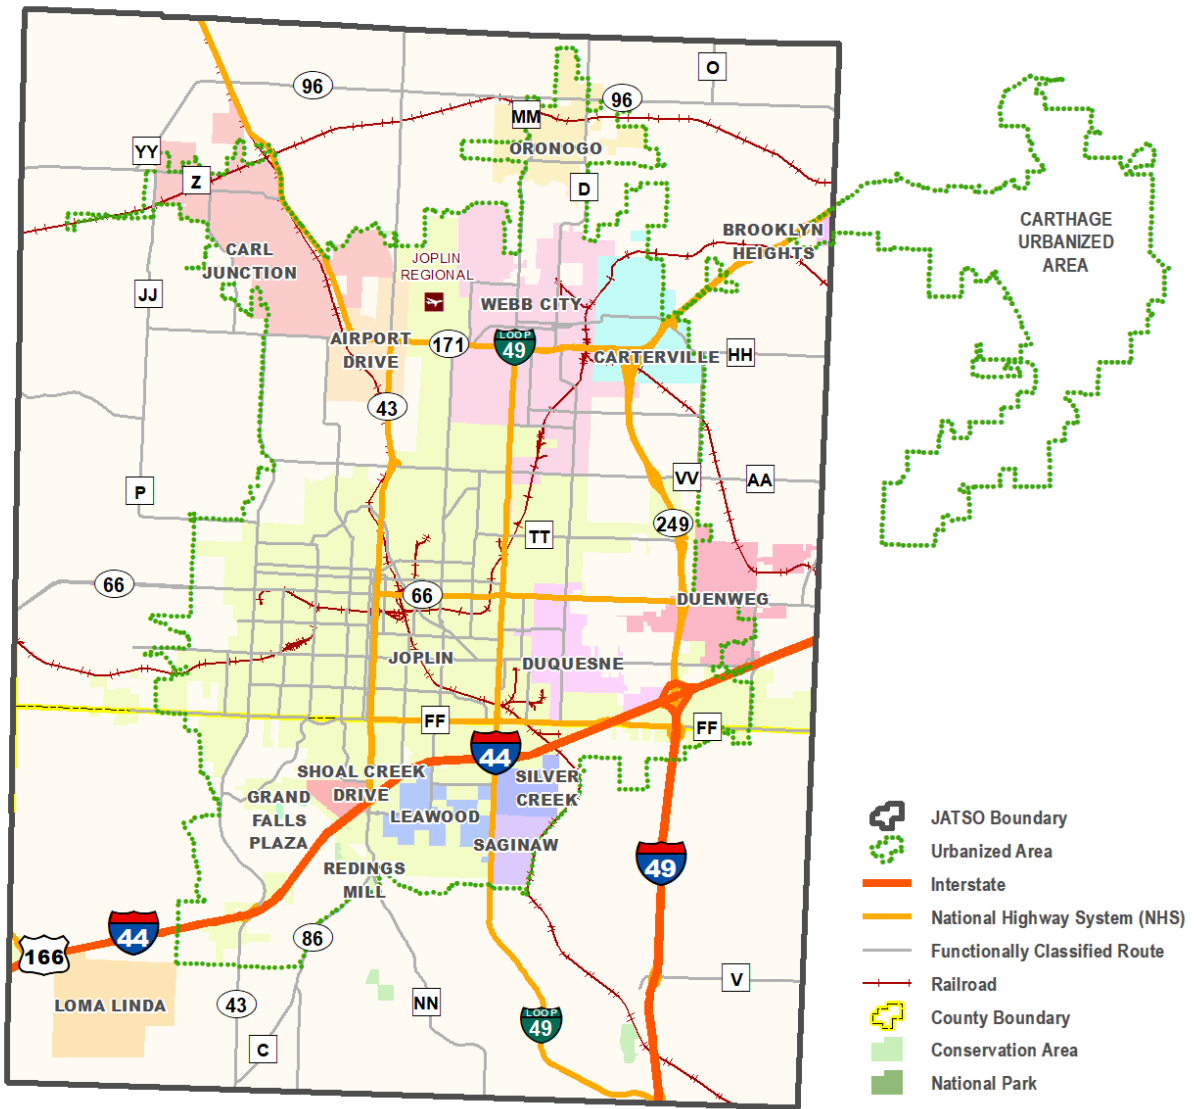 O
96
96
MM
YY
ORONOGO
Z
D
CARTHAGE
URBANIZED
AREA
BROOKLYN
HEIGHTS
CARL
JUNCTION
JOPLIN
REGIONAL
JJ
WEBB CITY
AIRPORT
DRIVE
171
LOOP
49
CARTERVILLE
HH
43
P
VV
AA
249
TT
66
66
DUENWEG
JOPLIN
DUQUESNE
FF
FF
44
SHOAL CREEK
DRIVE
SILVER
CREEK
GRAND
FALLS
PLAZA
LEAWOOD
SAGINAW
REDINGS
MILL
49
44
166
86
LOMA LINDA
43
NN
V
LOOP
49
C
JATSO Boundary
Urbanized Area
Interstate
National Highway System (NHS)
Functionally Classified Route
Railroad
County Boundary
Conservation Area
National Park